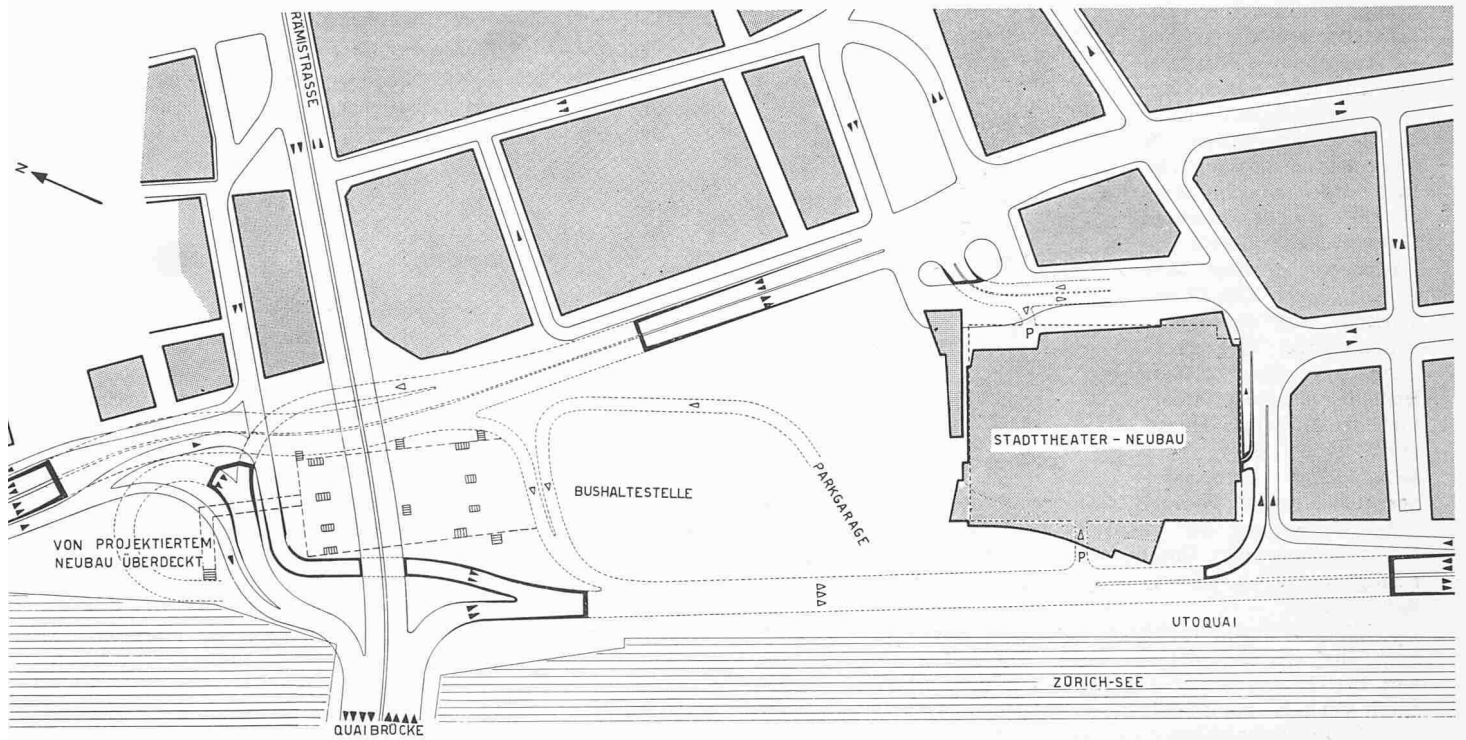 RÄMISTRASSE
N
P
STADTTHEATER - NEUBAU
BUSHALTESTELLE
PARKGARAGE
VON PROJEKTIERTEM
NEUBAU ÜBERDECKT
P
UTOQUAI
ZÜRICH-SEE
QUAIBRÜCKE